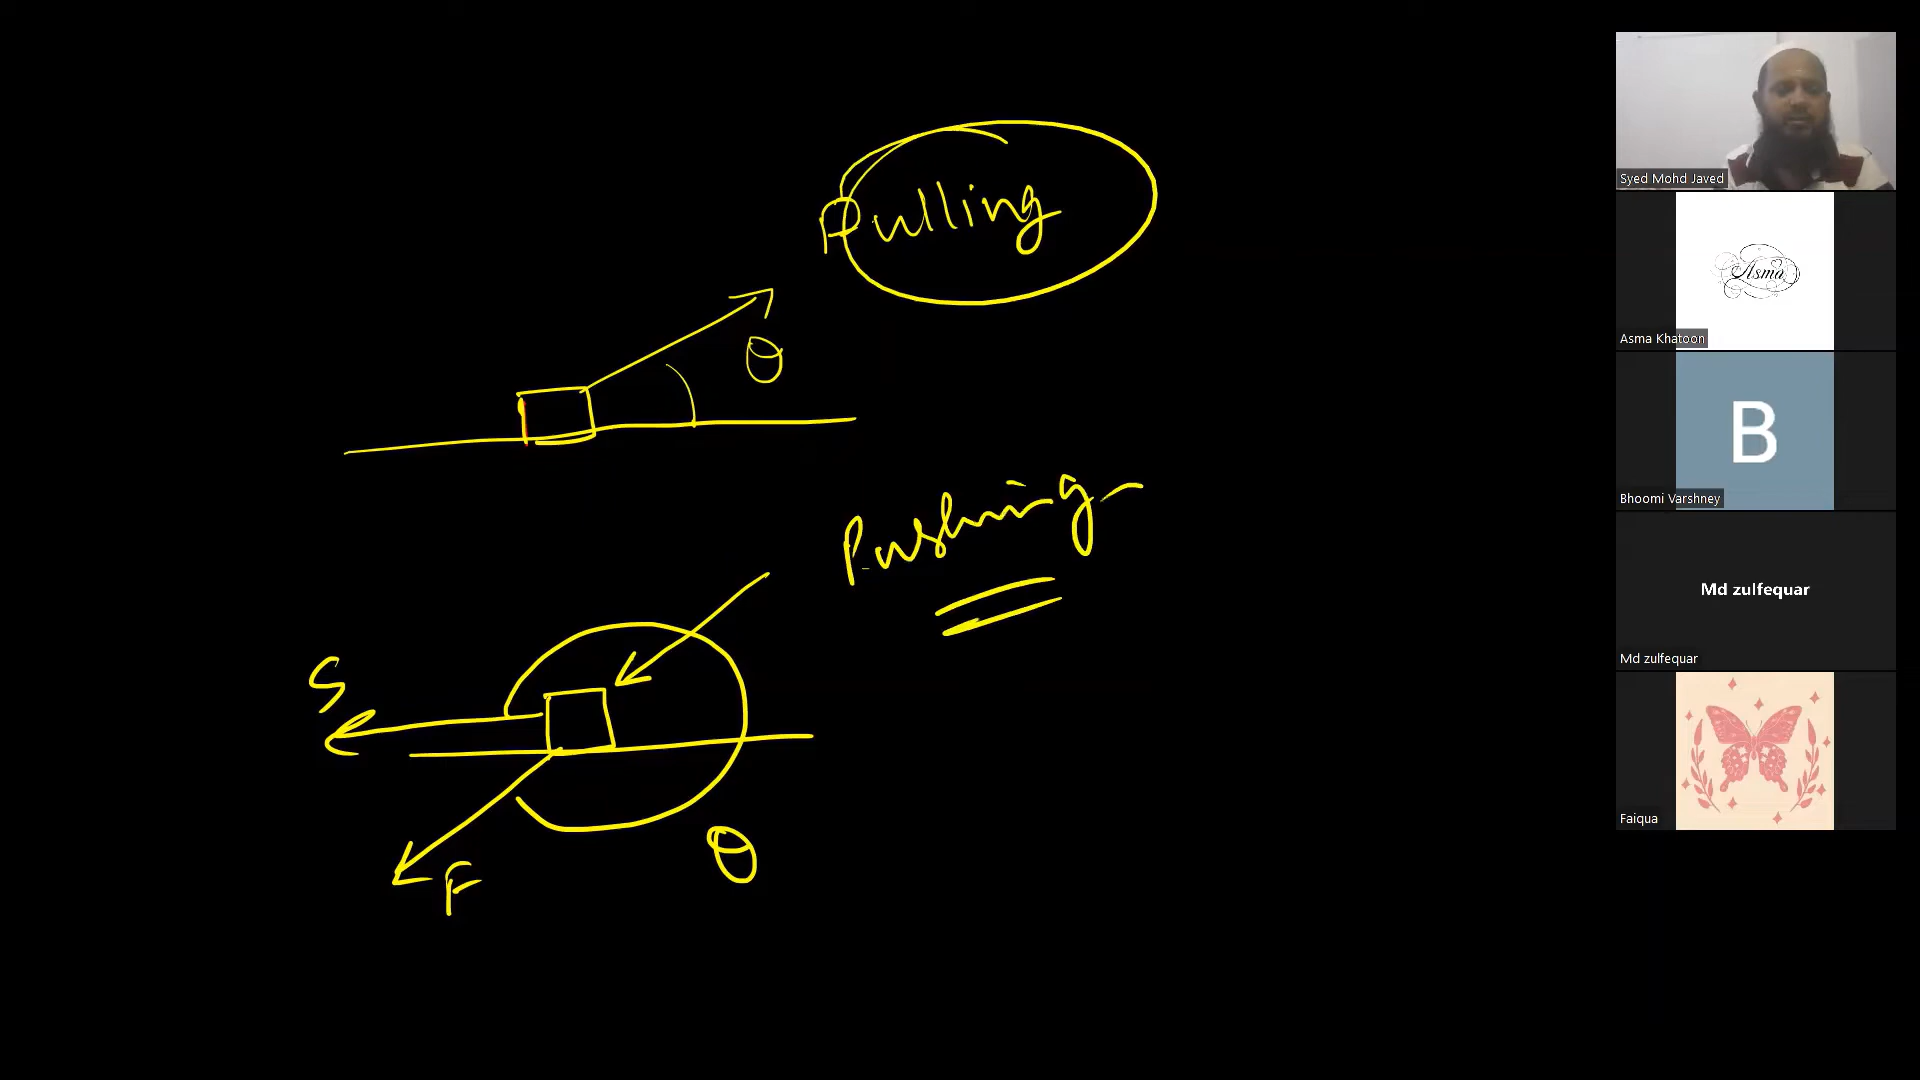 Pulling
θ
Pushing
S
F
θ
Syed Mohd Javed
Asma
Asma Khatoon
B
Bhoomi Varshney
Md zulfequar
Md zulfequar
Faiqua